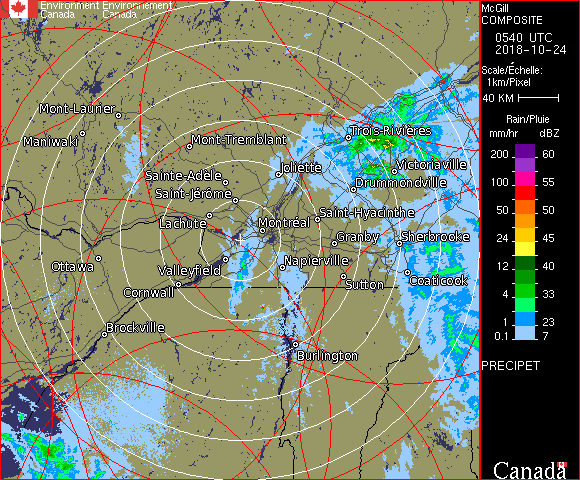 Environment Environnement
Canada Canada
McGill
COMPOSITE
0540 UTC
2018-10-24
Scale/Échelle:
1km/Pixel
40 KM
Rain/Pluie
mm/hr dBZ
200 60
100 55
50 50
24 45
12 40
4 33
1 23
0.1 7
PRECIPET
Canada
Mont-Laurier
Maniwaki
Mont-Tremblant
Trois-Rivières
Joliette
Victoriaville
Sainte-Adèle
Drummondville
Saint-Jérôme
Lachute
Saint-Hyacinthe
Montréal
Granby
Sherbrooke
Ottawa
Valleyfield
Napierville
Cornwall
Sutton
Coaticook
Brockville
Burlington